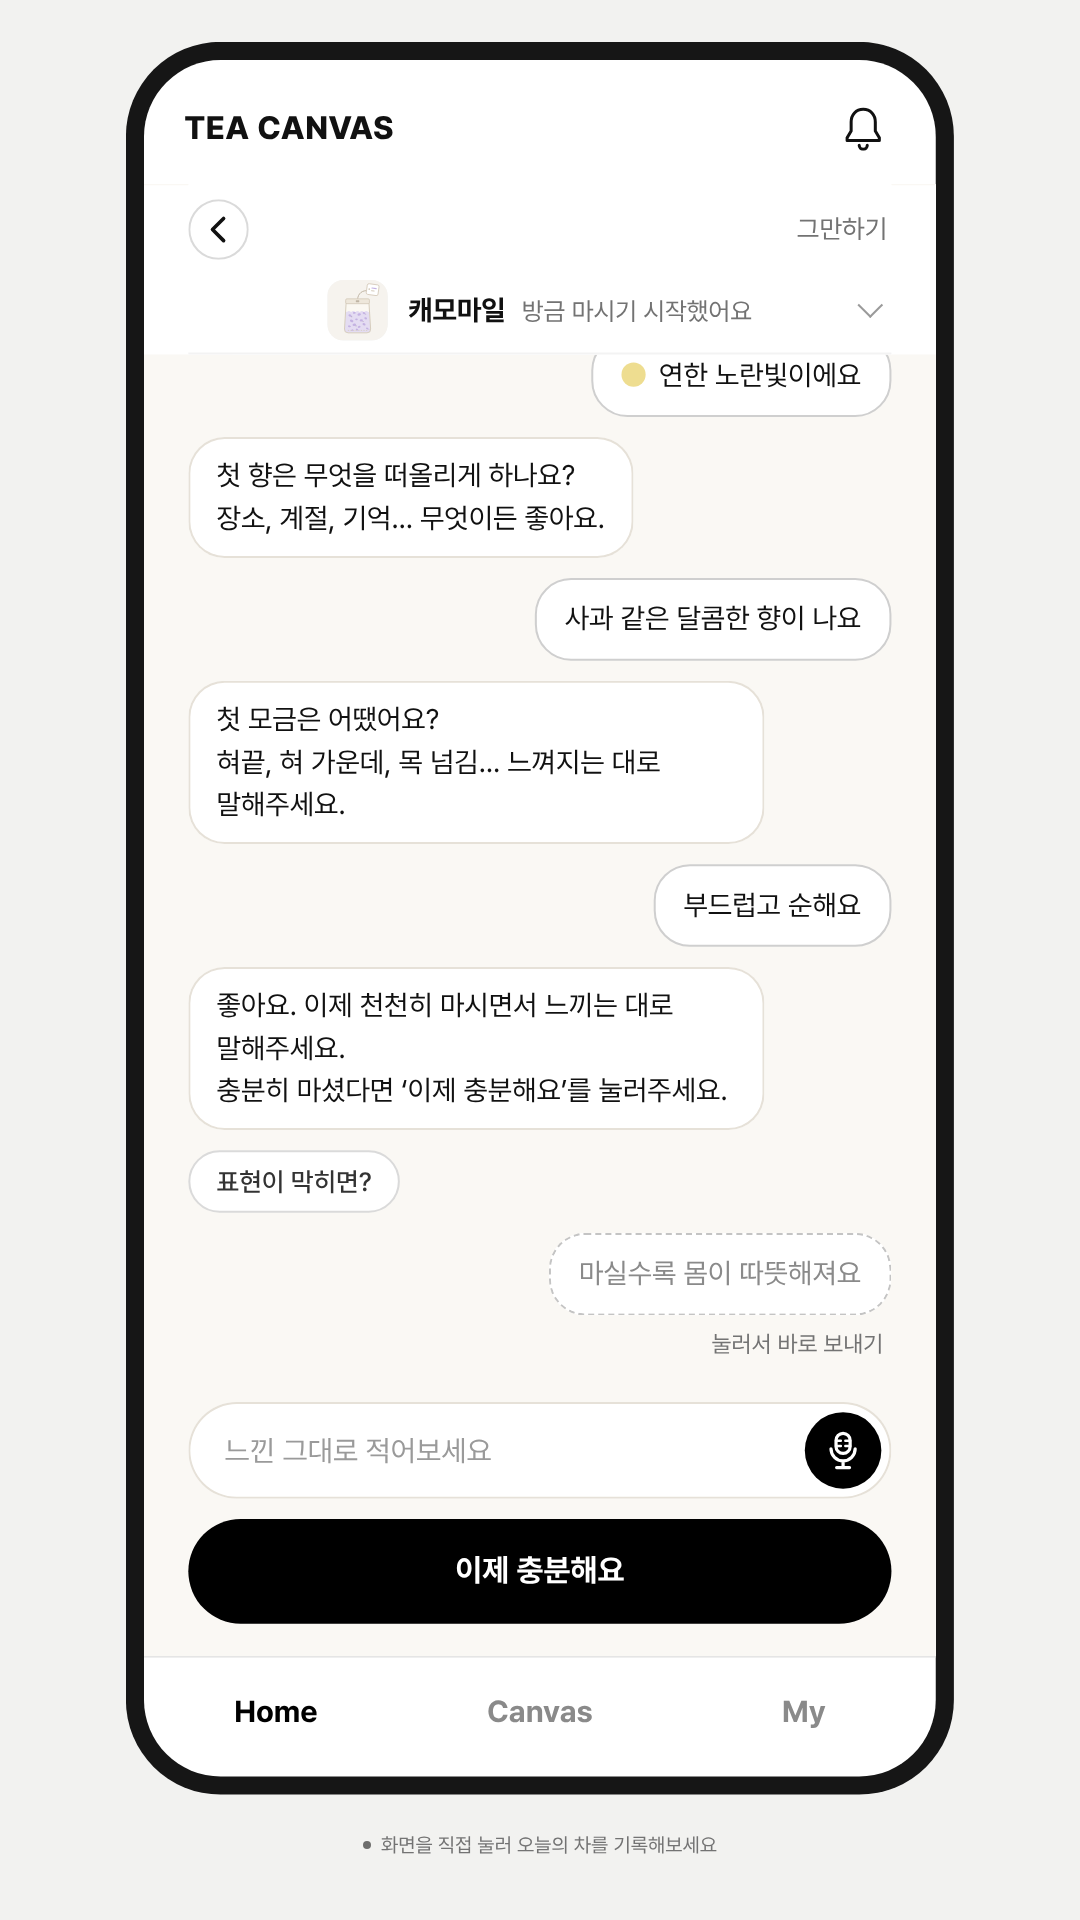 TEA CANVAS
그만하기
캐모마일 방금 마시기 시작했어요
연한 노란빛이에요
첫 향은 무엇을 떠올리게 하나요?
장소, 계절, 기억... 무엇이든 좋아요.
사과 같은 달콤한 향이 나요
첫 모금은 어땠어요?
혀끝, 혀 가운데, 목 넘김... 느껴지는 대로
말해주세요.
부드럽고 순해요
좋아요. 이제 천천히 마시면서 느끼는 대로
말해주세요.
충분히 마셨다면 ‘이제 충분해요’를 눌러주세요.
표현이 막히면?
마실수록 몸이 따뜻해져요
눌러서 바로 보내기
느낀 그대로 적어보세요
이제 충분해요
Home Canvas My
화면을 직접 눌러 오늘의 차를 기록해보세요